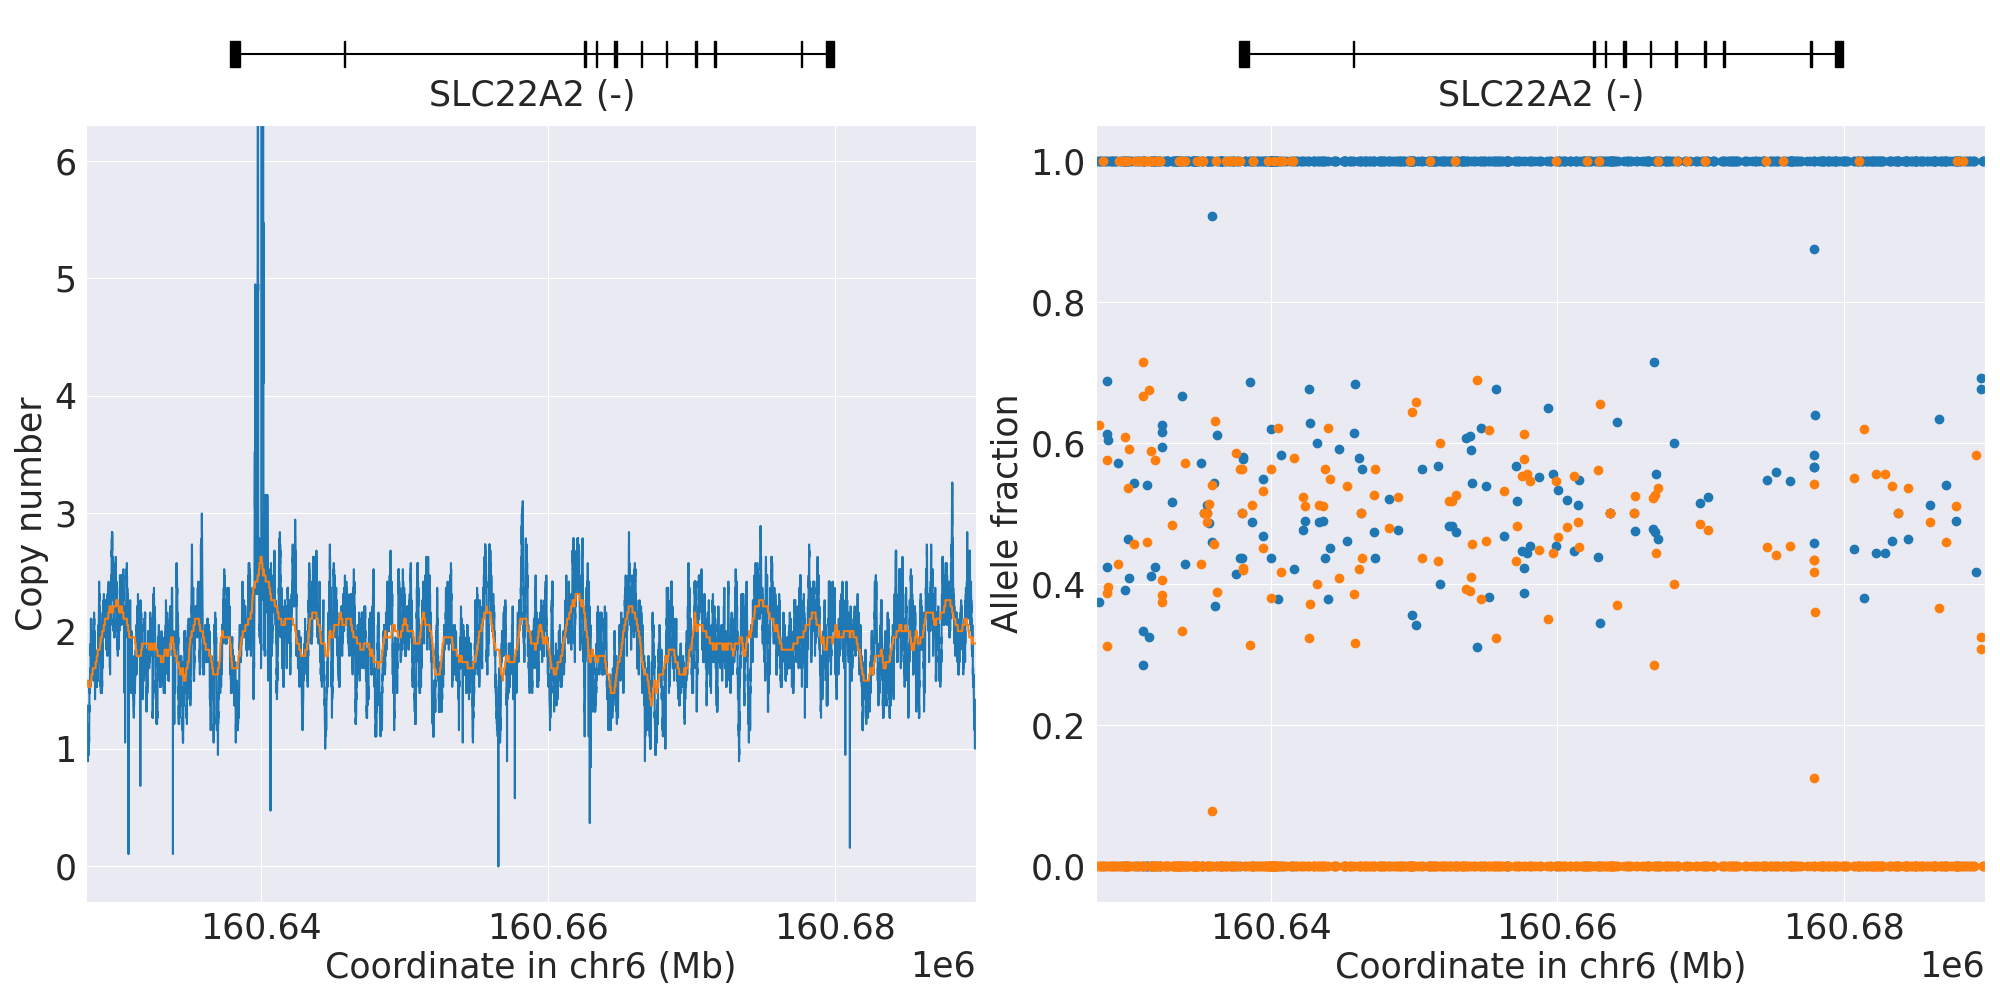 SLC22A2 (-)
6
5
4
3
2
1
0
Copy number
160.64 160.66 160.68
Coordinate in chr6 (Mb)
1e6
SLC22A2 (-)
1.0
0.8
0.6
0.4
0.2
0.0
Allele fraction
160.64 160.66 160.68
Coordinate in chr6 (Mb)
1e6